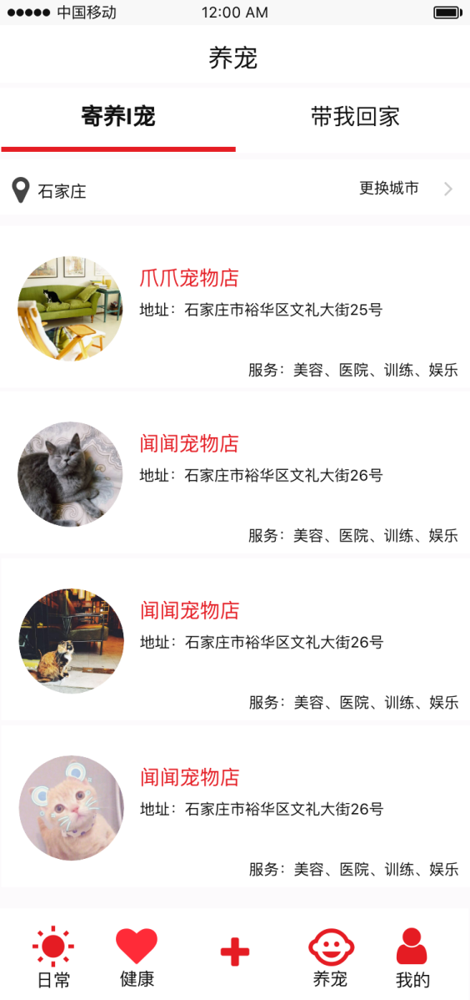 中国移动 12:00 AM
养宠
寄养I宠 带我回家
石家庄 更换城市
爪爪宠物店
地址：石家庄市裕华区文礼大街25号
服务：美容、医院、训练、娱乐
闻闻宠物店
地址：石家庄市裕华区文礼大街26号
服务：美容、医院、训练、娱乐
闻闻宠物店
地址：石家庄市裕华区文礼大街26号
服务：美容、医院、训练、娱乐
闻闻宠物店
地址：石家庄市裕华区文礼大街26号
服务：美容、医院、训练、娱乐
日常 健康 养宠 我的